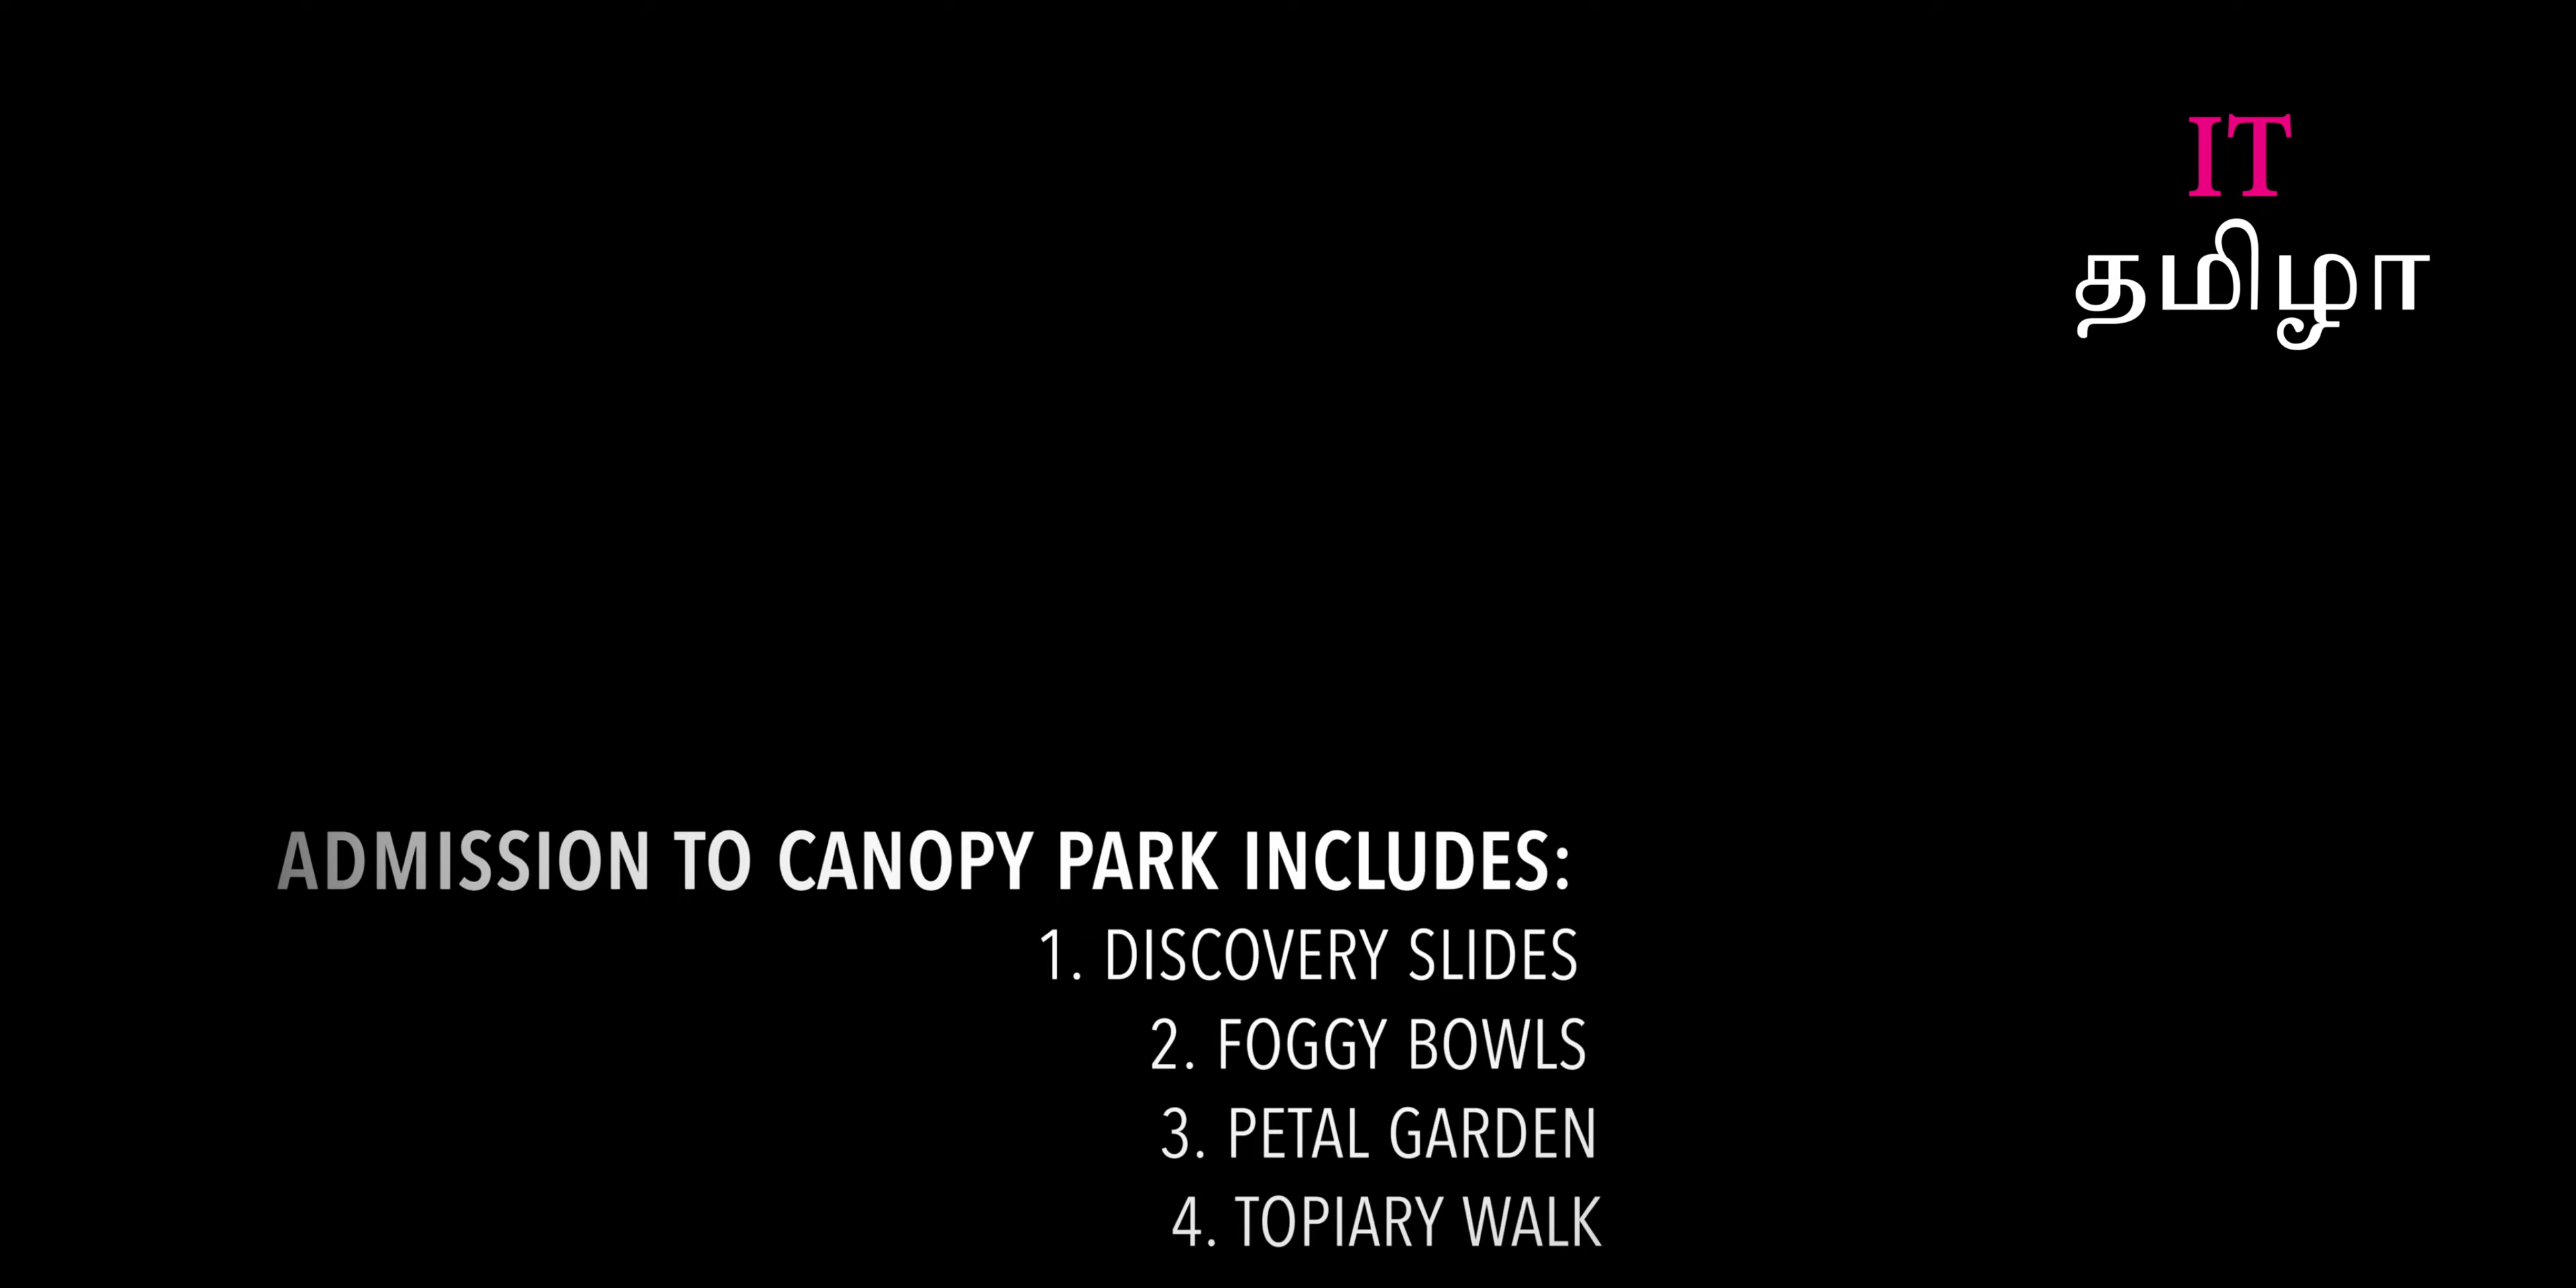 IT
தமிழா
ADMISSION TO CANOPY PARK INCLUDES:
1. DISCOVERY SLIDES
2. FOGGY BOWLS
3. PETAL GARDEN
4. TOPIARY WALK